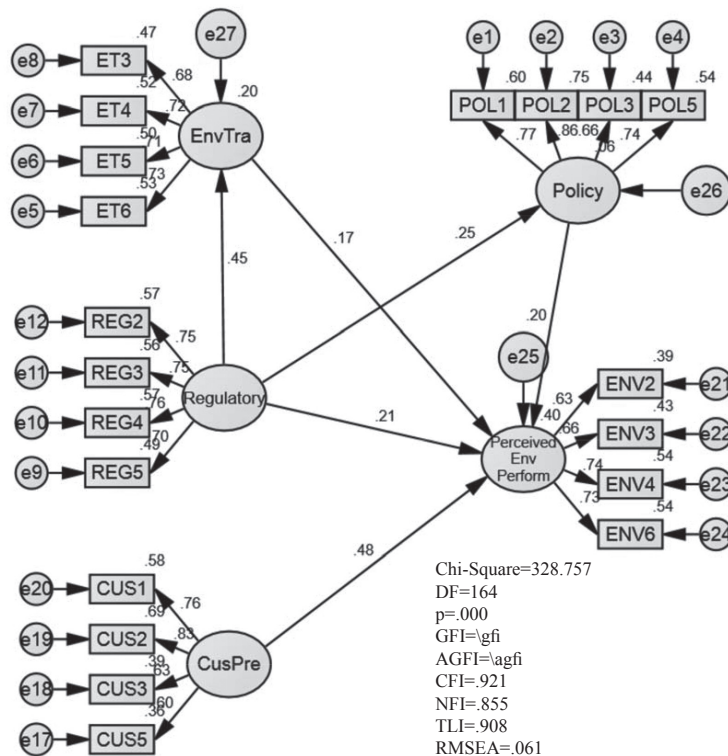 e8
.47
ET3
.68
e27
.20
e7
.52
ET4
.72
EnvTra
e6
.50
ET5
.71
e5
.53
ET6
.73
e1
e2
e3
e4
.60
.75
.44
.54
POL1
POL2
POL3
POL5
.77
.86
.66
.06
.74
Policy
e26
.17
.25
.45
.20
e12
.57
REG2
.75
e11
.56
REG3
.75
Regulatory
e10
.57
REG4
.76
e9
.49
REG5
.70
.21
e25
.40
Perceived
Env
Perform
.63
.39
ENV2
e21
.66
.43
ENV3
e22
.74
.54
ENV4
e23
.73
.54
ENV6
e24
.48
e20
.58
CUS1
.76
e19
.69
CUS2
.83
CusPre
e18
.39
CUS3
.63
e17
.36
CUS5
.60
Chi-Square=328.757
DF=164
p=.000
GFI=\gfi
AGFI=\agfi
CFI=.921
NFI=.855
TLI=.908
RMSEA=.061